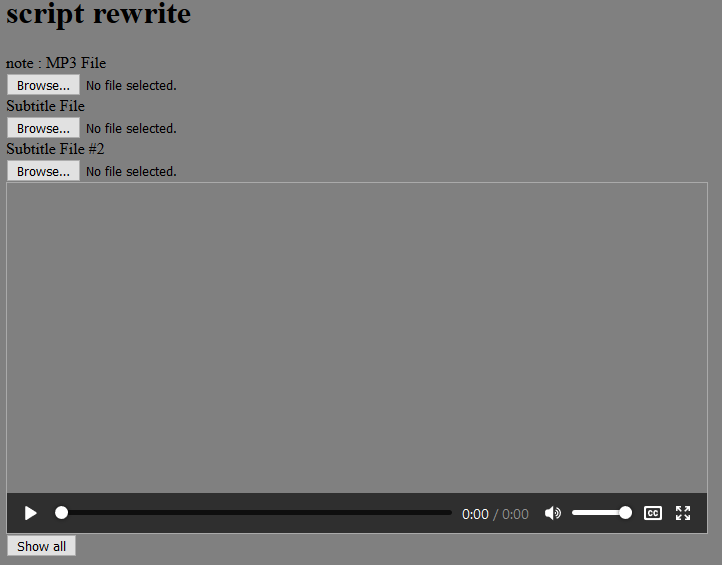 script rewrite
note : MP3 File
Browse... No file selected.
Subtitle File
Browse... No file selected.
Subtitle File #2
Browse... No file selected.
0:00 / 0:00 CC
Show all